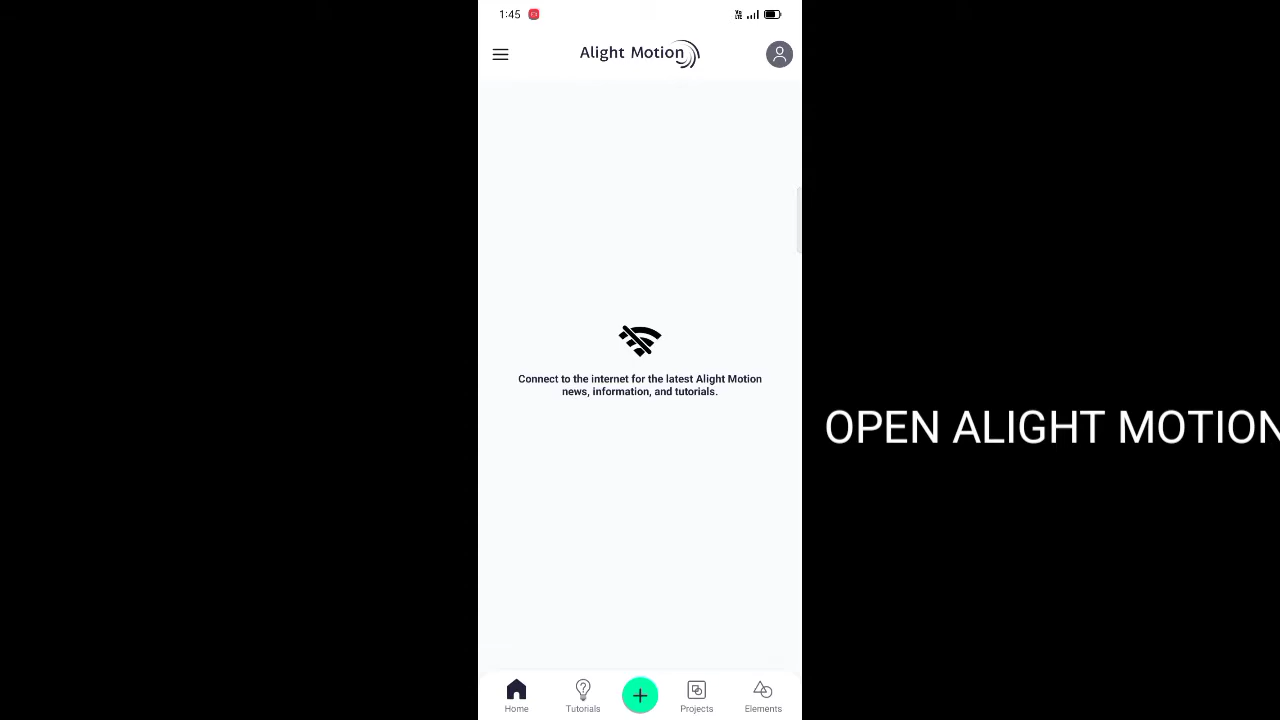 1:45
Alight Motion
Connect to the internet for the latest Alight Motion
news, information, and tutorials.
OPEN ALIGHT MOTION
Home
Tutorials
Projects
Elements